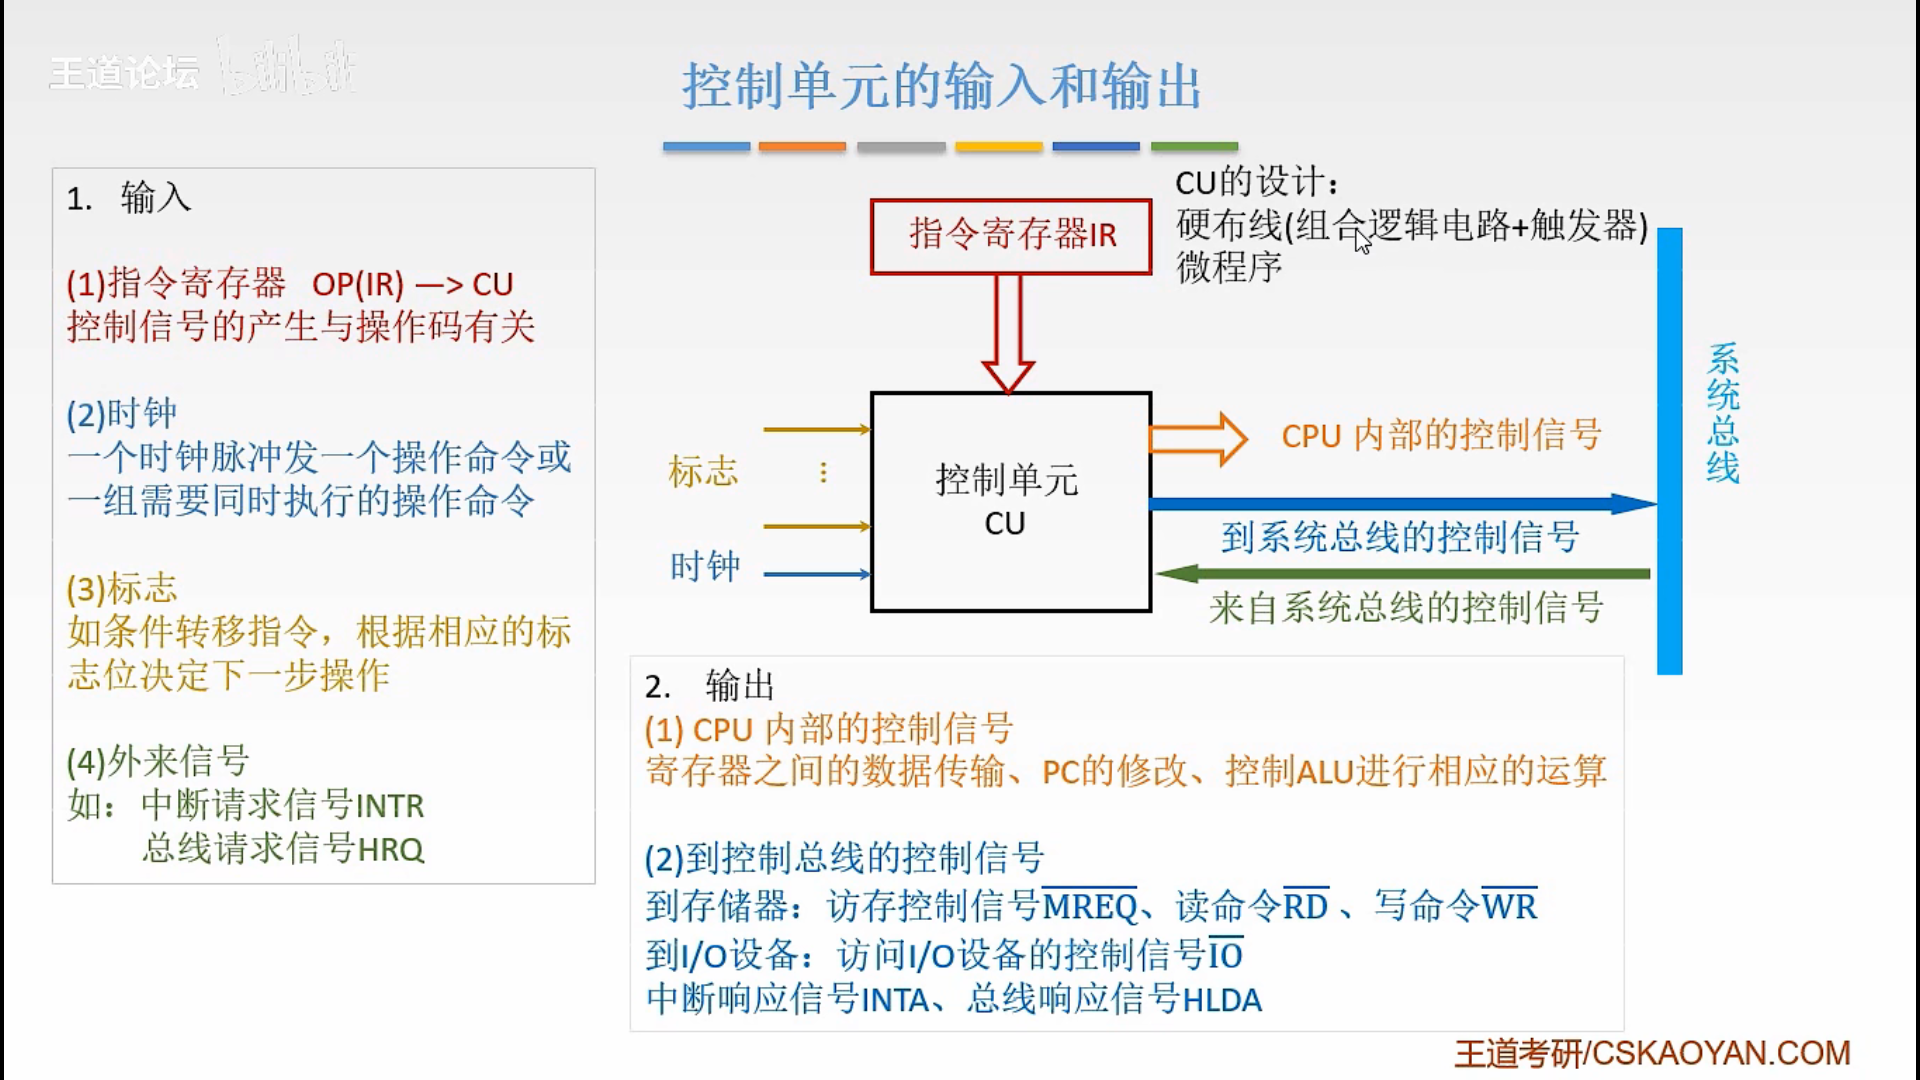 王道论坛 bilibili
控制单元的输入和输出
1. 输入
(1)指令寄存器 OP(IR) —> CU
控制信号的产生与操作码有关
(2)时钟
一个时钟脉冲发一个操作命令或
一组需要同时执行的操作命令
(3)标志
如条件转移指令，根据相应的标
志位决定下一步操作
(4)外来信号
如：中断请求信号INTR
总线请求信号HRQ
指令寄存器IR
CU的设计：
硬布线(组合逻辑电路+触发器)
微程序
标志
⋮
时钟
控制单元
CU
CPU 内部的控制信号
到系统总线的控制信号
来自系统总线的控制信号
系统总线
2. 输出
(1) CPU 内部的控制信号
寄存器之间的数据传输、PC的修改、控制ALU进行相应的运算
(2)到控制总线的控制信号
到存储器：访存控制信号M̅R̅E̅Q̅、读命令R̅D̅ 、写命令W̅R̅
到I/O设备：访问I/O设备的控制信号I̅O̅
中断响应信号INTA、总线响应信号HLDA
王道考研/CSKAOYAN.COM